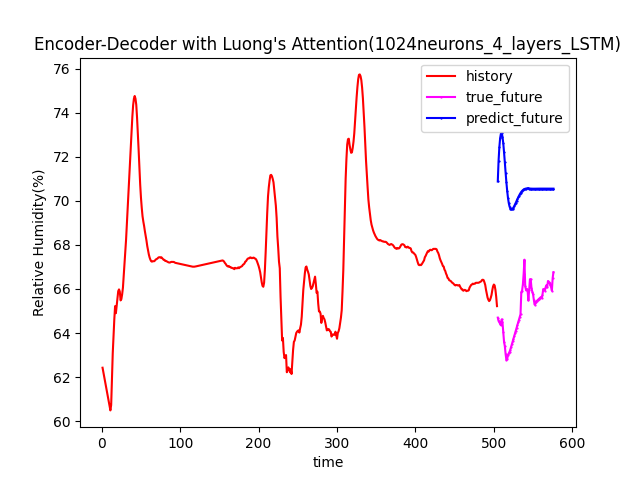 Encoder-Decoder with Luong's Attention(1024neurons_4_layers_LSTM)
history
true_future
predict_future
76
74
72
70
68
66
64
62
60
Relative Humidity(%)
0 100 200 300 400 500 600
time